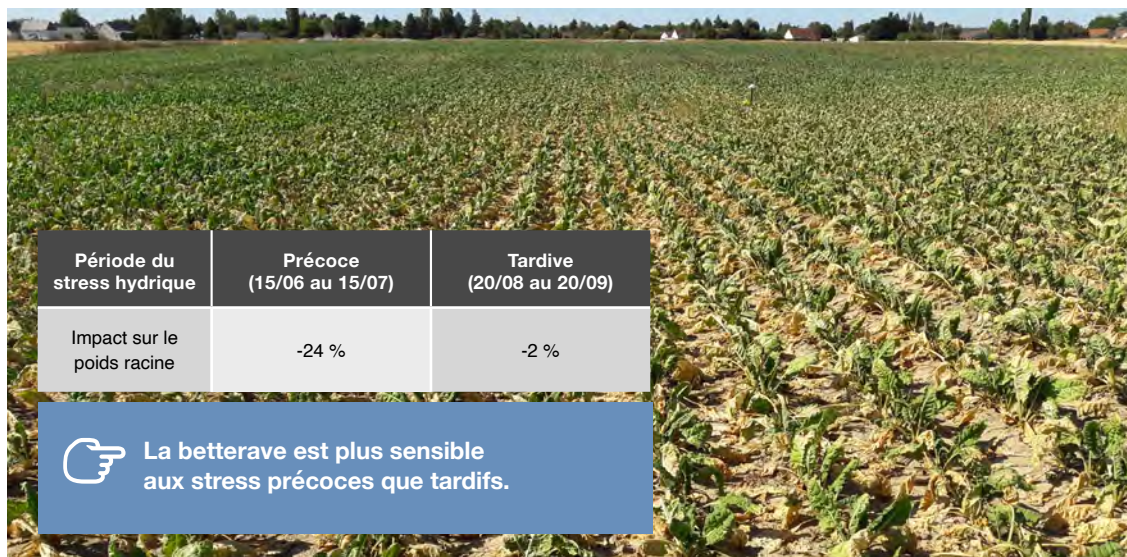 Période du
stress hydrique
Précoce
(15/06 au 15/07)
Tardive
(20/08 au 20/09)
Impact sur le
poids racine
-24 %
-2 %
La betterave est plus sensible
aux stress précoces que tardifs.